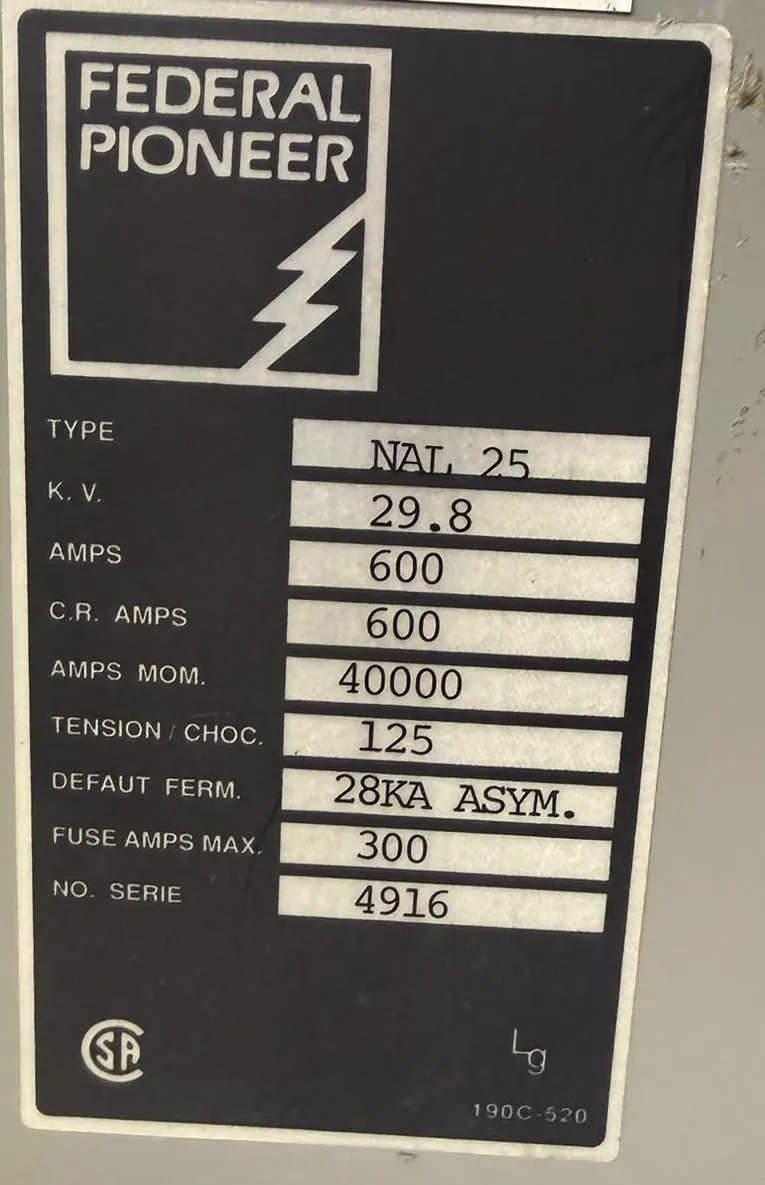 FEDERAL
PIONEER
TYPE NAL 25
K. V. 29.8
AMPS 600
C.R. AMPS 600
AMPS MOM. 40000
TENSION / CHOC. 125
DEFAUT FERM. 28KA ASYM.
FUSE AMPS MAX. 300
NO. SERIE 4916
CSA Lg
190C-520